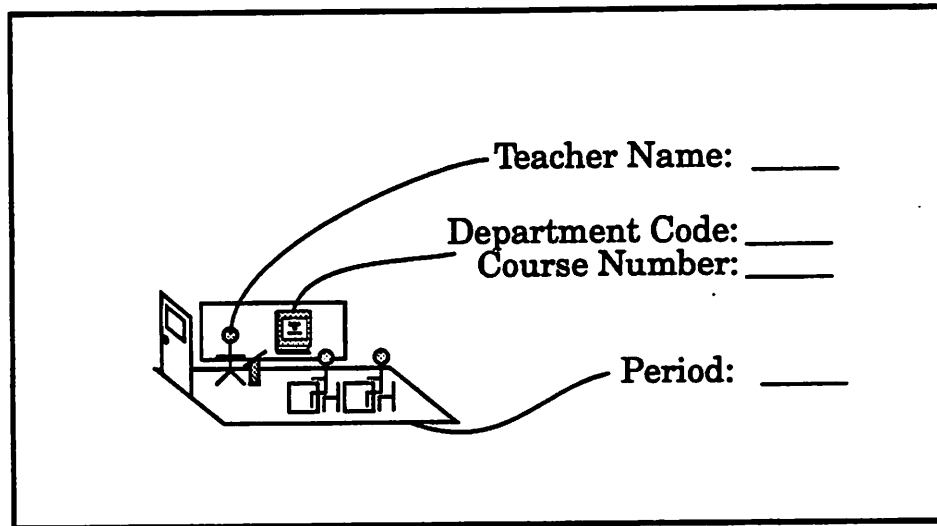 Teacher Name: _____
Department Code: _____
Course Number: _____
Period: _____